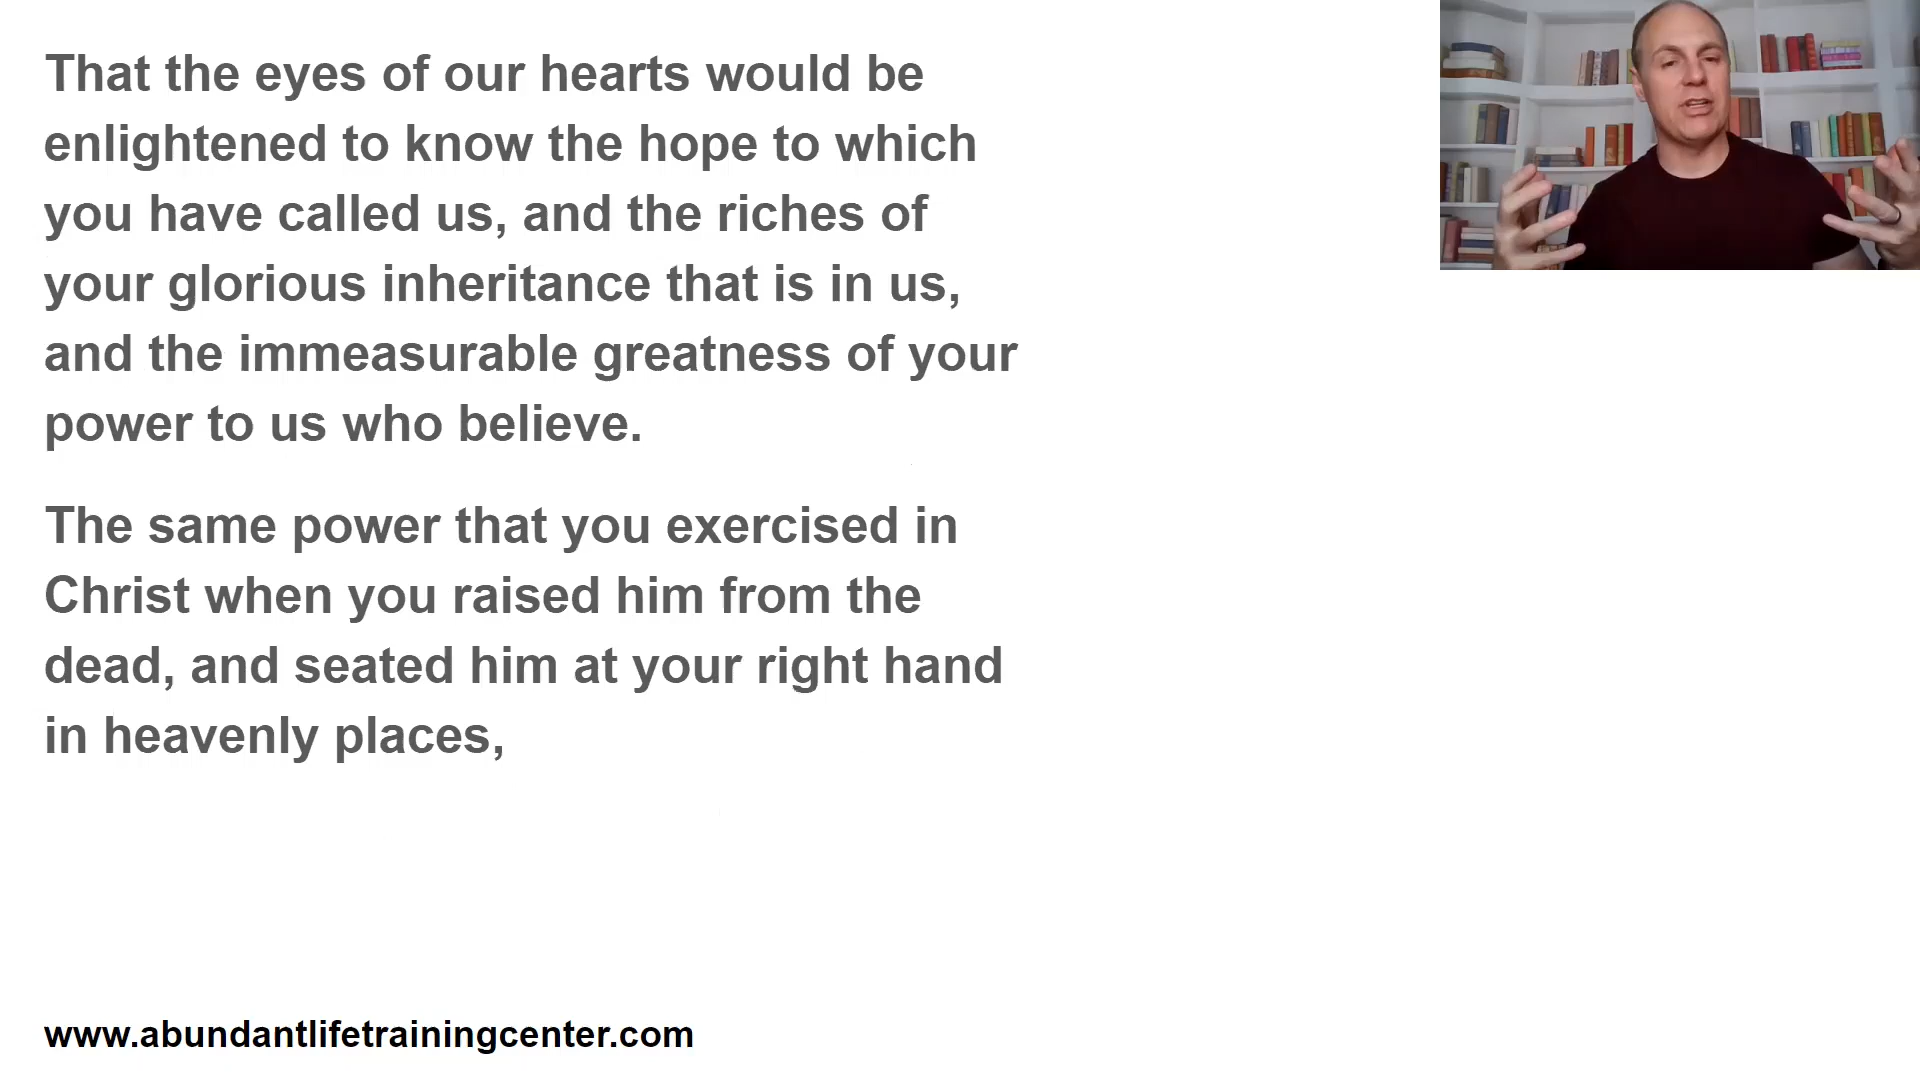 That the eyes of our hearts would be
enlightened to know the hope to which
you have called us, and the riches of
your glorious inheritance that is in us,
and the immeasurable greatness of your
power to us who believe.
The same power that you exercised in
Christ when you raised him from the
dead, and seated him at your right hand
in heavenly places,
www.abundantlifetrainingcenter.com